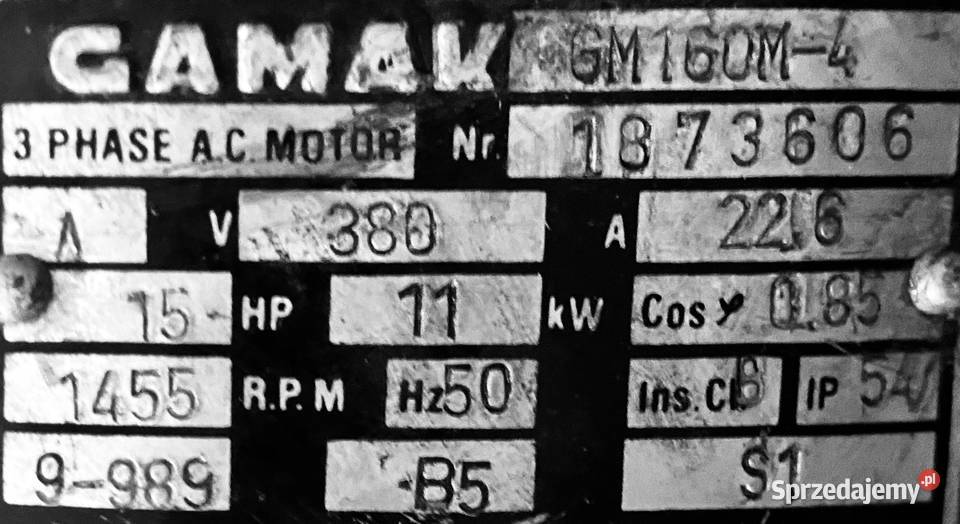 GAMAK GM160M-4
3 PHASE A.C. MOTOR Nr. 1873606
V 380 A 22.6
15 HP 11 kW Cos φ 0.85
1455 R.P.M Hz 50 Ins. Cl. IP 54
9-989 B5 S1
Sprzedajemy.pl